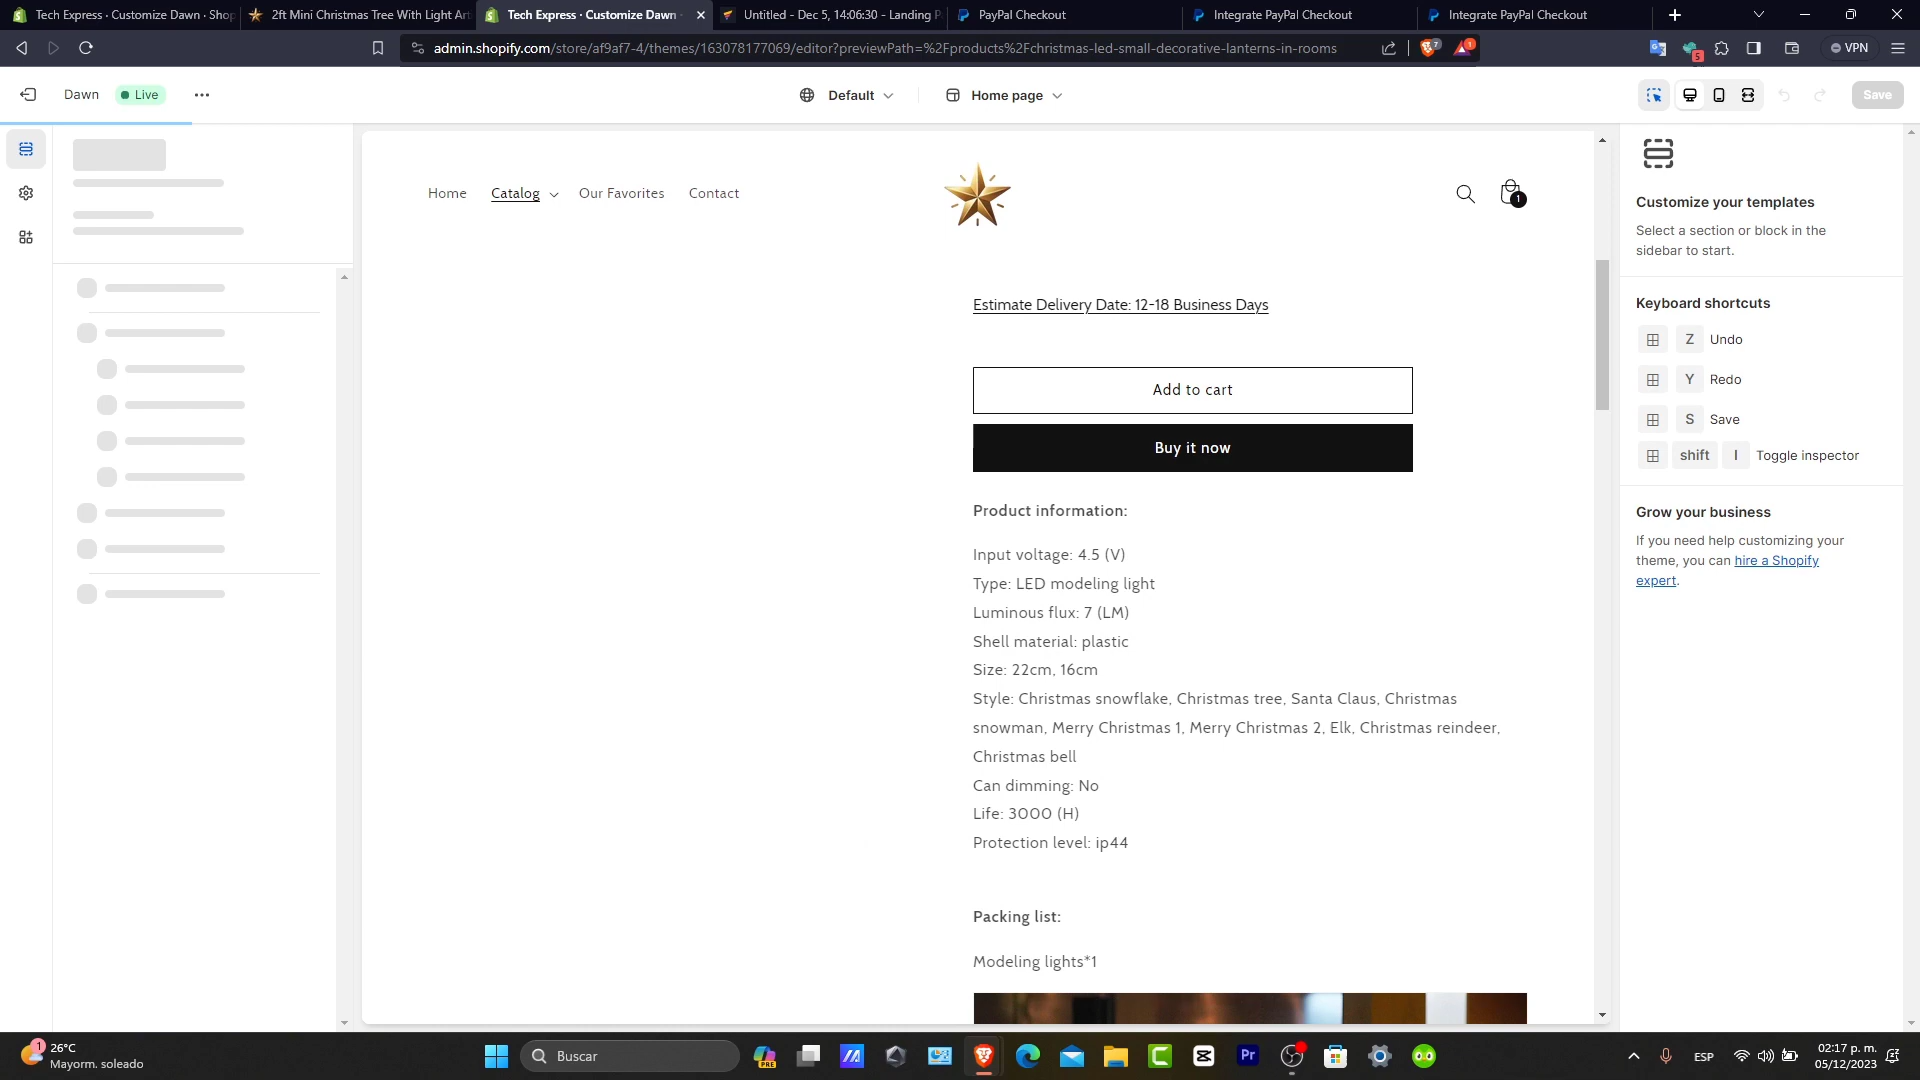 Tech Express · Customize Dawn · Shop
2ft Mini Christmas Tree With Light Art
Tech Express · Customize Dawn
Untitled - Dec 5, 14:06:30 - Landing P
PayPal Checkout
Integrate PayPal Checkout
Integrate PayPal Checkout
admin.shopify.com/store/af9af7-4/themes/163078177069/editor?previewPath=%2Fproducts%2Fchristmas-led-small-decorative-lanterns-in-rooms
7
1
5
VPN
Dawn
Live
Default
Home page
Save
Home
Catalog
Our Favorites
Contact
1
Estimate Delivery Date: 12-18 Business Days
Add to cart
Buy it now
Product information:
Input voltage: 4.5 (V)
Type: LED modeling light
Luminous flux: 7 (LM)
Shell material: plastic
Size: 22cm, 16cm
Style: Christmas snowflake, Christmas tree, Santa Claus, Christmas
snowman, Merry Christmas 1, Merry Christmas 2, Elk, Christmas reindeer,
Christmas bell
Can dimming: No
Life: 3000 (H)
Protection level: ip44
Packing list:
Modeling lights*1
Customize your templates
Select a section or block in the
sidebar to start.
Keyboard shortcuts
Z Undo
Y Redo
S Save
shift I Toggle inspector
Grow your business
If you need help customizing your
theme, you can hire a Shopify
expert.
1
26°C
Mayorm. soleado
Buscar
PRE
Pr
ESP
02:17 p. m.
05/12/2023